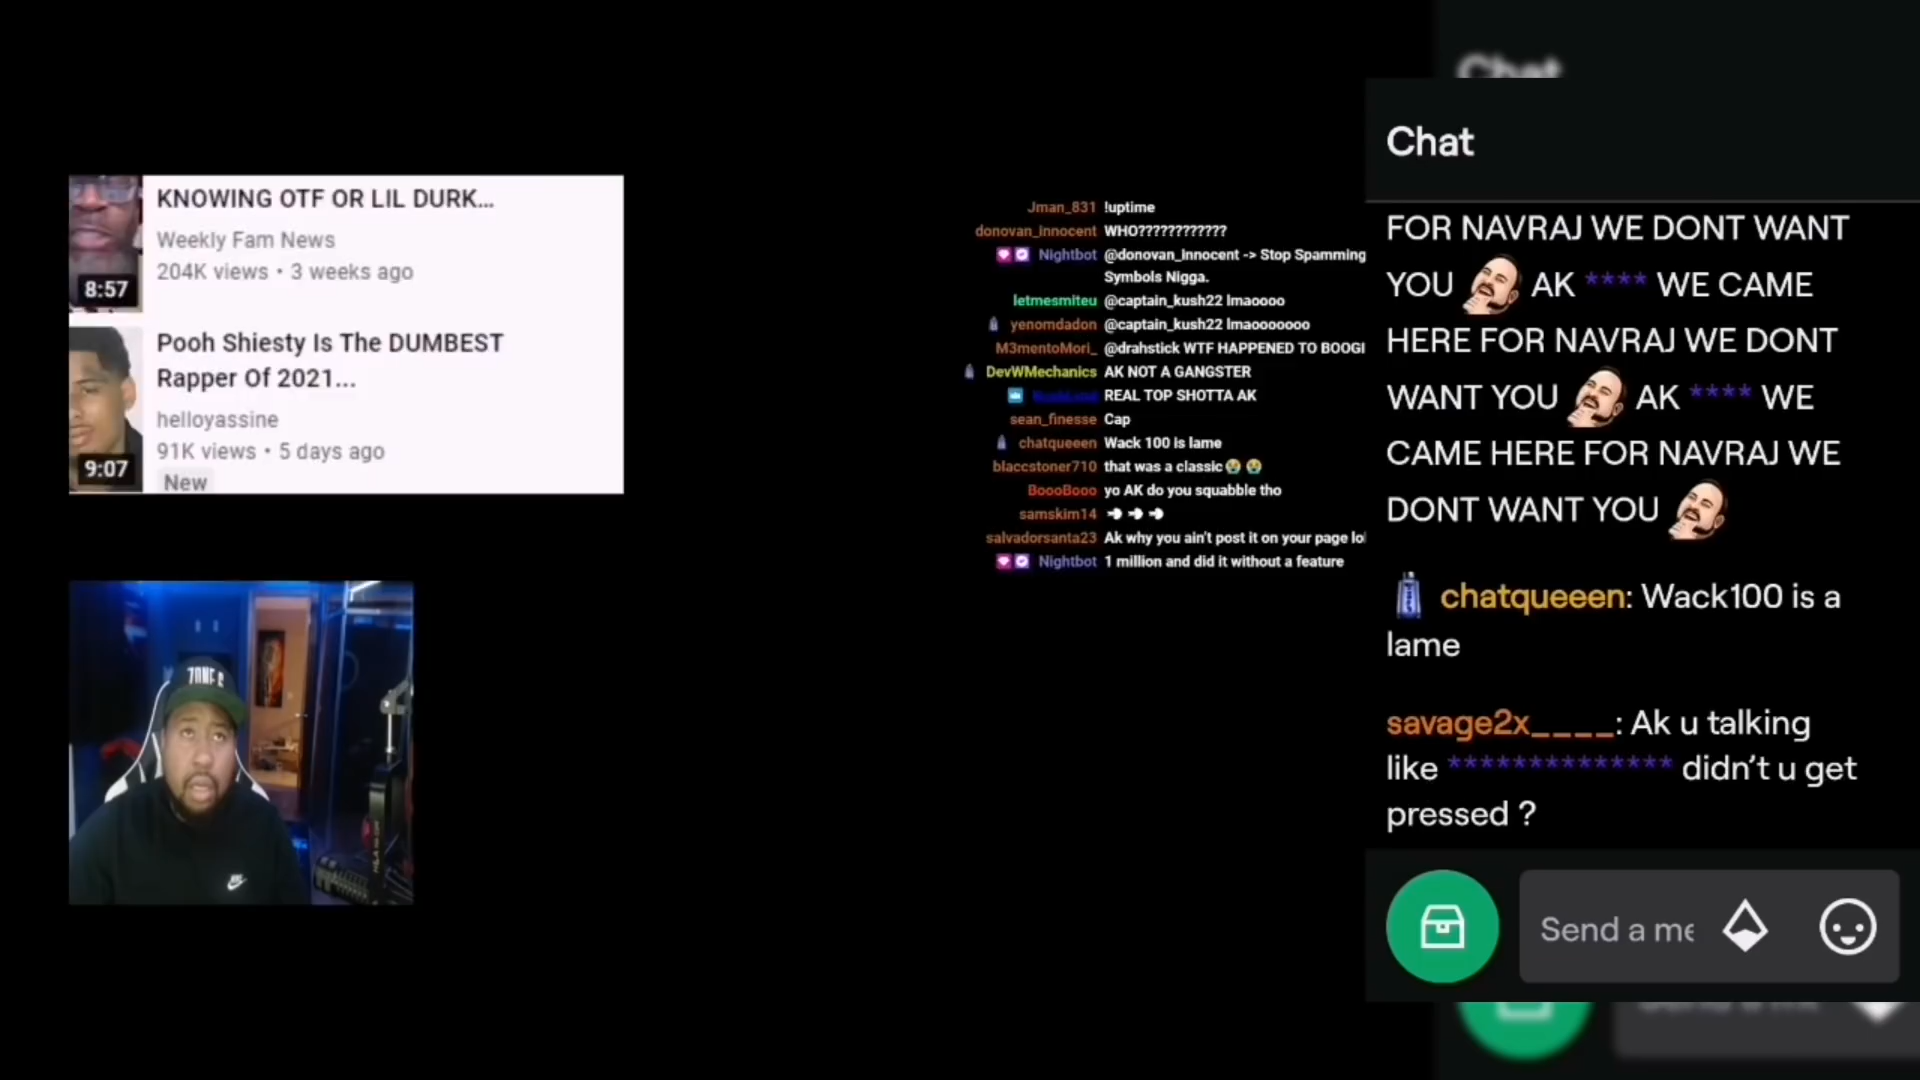 Chat
KNOWING OTF OR LIL DURK...
Weekly Fam News
204K views • 3 weeks ago
8:57
Pooh Shiesty Is The DUMBEST
Rapper Of 2021...
helloyassine
91K views • 5 days ago
9:07
New
ZONE 6
Jman_831 !uptime
donovan_innocent WHO????????????
Nightbot @donovan_innocent -> Stop Spamming
Symbols Nigga.
letmesmiteu @captain_kush22 lmaoooo
yenomdadon @captain_kush22 lmaooooooo
M3mentoMori_ @drahstick WTF HAPPENED TO BOOGI
DevWMechanics AK NOT A GANGSTER
REAL TOP SHOTTA AK
sean_finesse Cap
chatqueeen Wack 100 is lame
blaccstoner710 that was a classic😭 😭
BoooBooo yo AK do you squabble tho
samskim14
salvadorsanta23 Ak why you ain't post it on your page lo
Nightbot 1 million and did it without a feature
Chat
FOR NAVRAJ WE DONT WANT
YOU AK **** WE CAME
HERE FOR NAVRAJ WE DONT
WANT YOU AK **** WE
CAME HERE FOR NAVRAJ WE
DONT WANT YOU
chatqueeen: Wack100 is a
lame
savage2x____: Ak u talking
like ************** didn't u get
pressed ?
Send a me